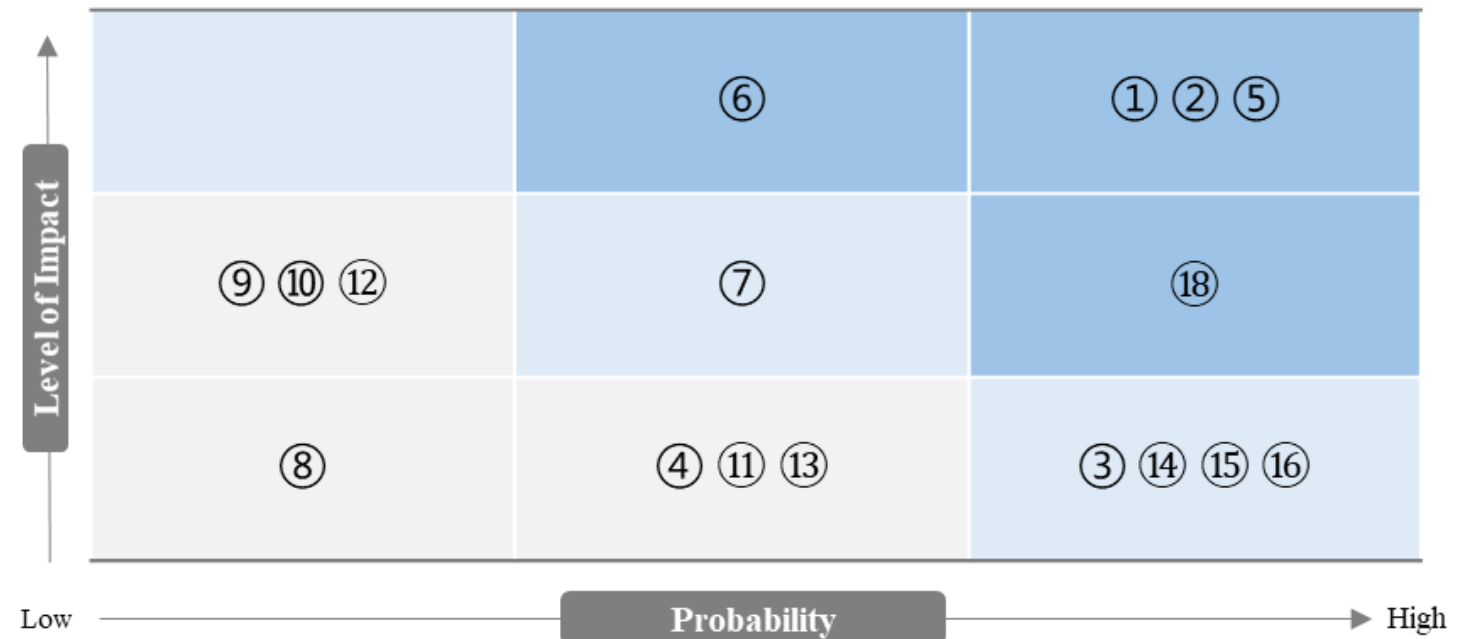 ⑥
① ② ⑤
⑨ ⑩ ⑫
⑦
⑱
⑧
④ ⑪ ⑬
③ ⑭ ⑮ ⑯
Level of Impact
Low
Probability
High